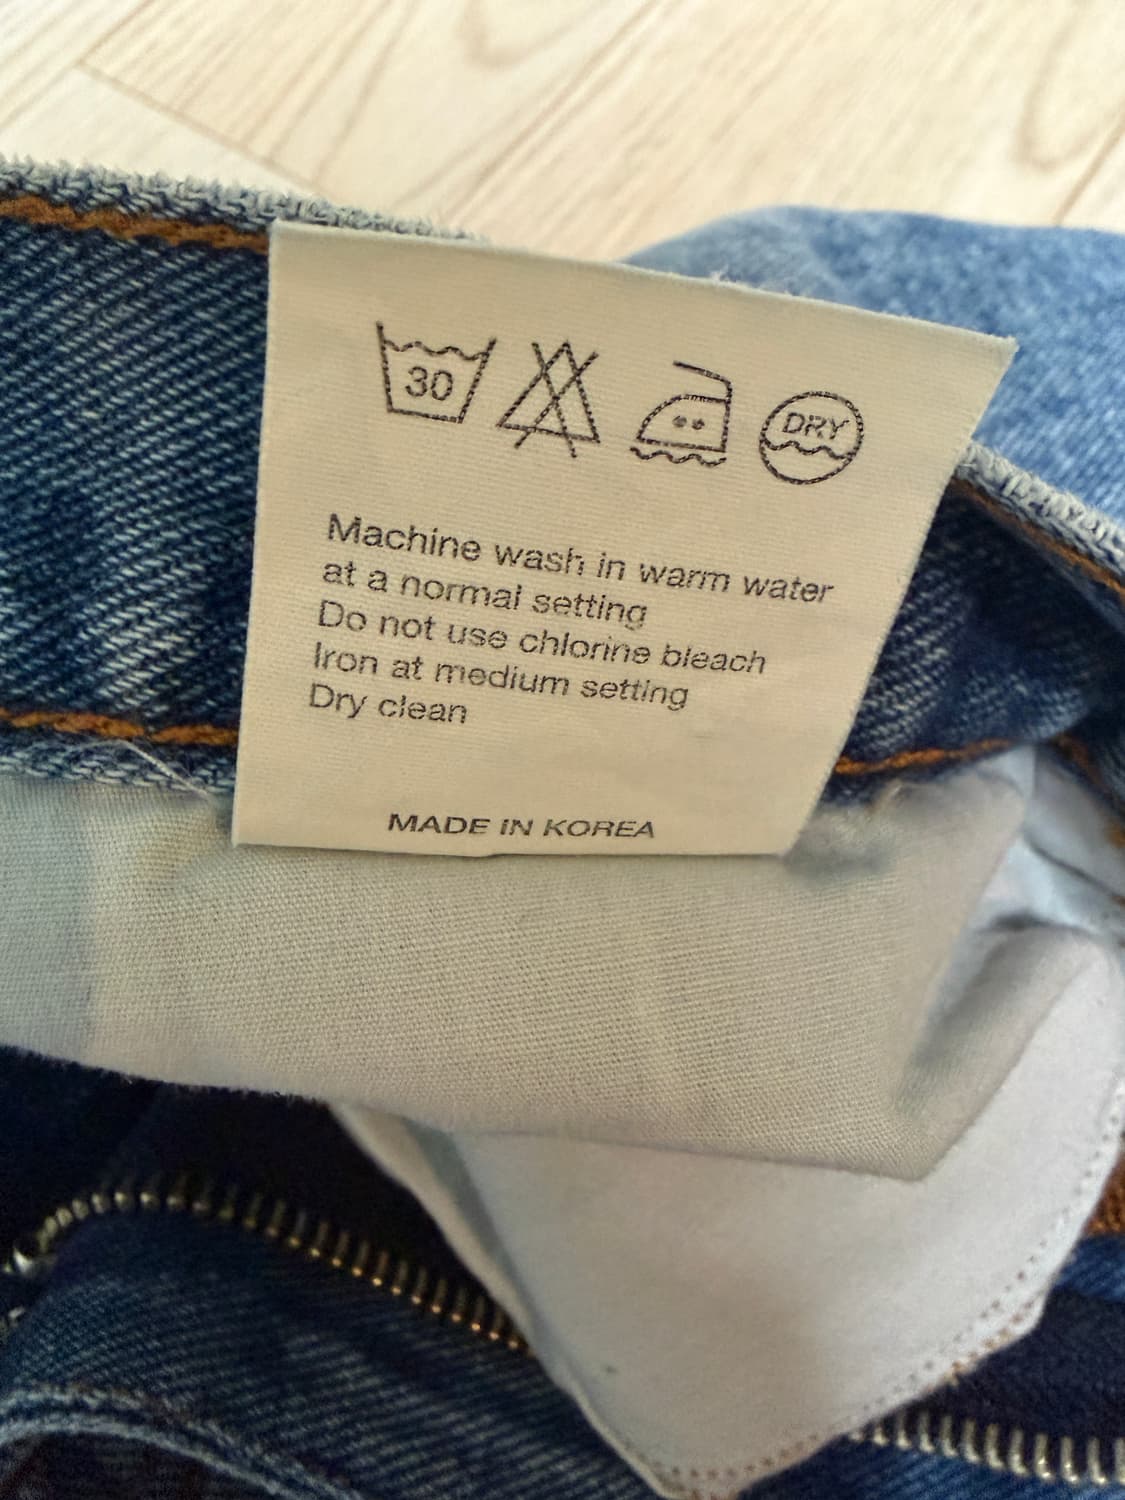 30
DRY
Machine wash in warm water
at a normal setting
Do not use chlorine bleach
Iron at medium setting
Dry clean
MADE IN KOREA